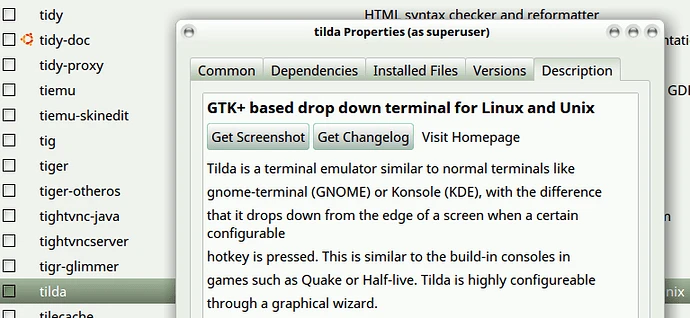 tidy
HTML syntax checker and reformatter
tidy-doc
tidy-proxy
tiemu
GDB
tiemu-skinedit
tig
tiger
tiger-otheros
tightvnc-java
tightvncserver
tigr-glimmer
tilda
tilecache
tilda Properties (as superuser)
Common Dependencies Installed Files Versions Description
GTK+ based drop down terminal for Linux and Unix
Get Screenshot Get Changelog Visit Homepage
Tilda is a terminal emulator similar to normal terminals like
gnome-terminal (GNOME) or Konsole (KDE), with the difference
that it drops down from the edge of a screen when a certain
configurable
hotkey is pressed. This is similar to the build-in consoles in
games such as Quake or Half-live. Tilda is highly configureable
through a graphical wizard.